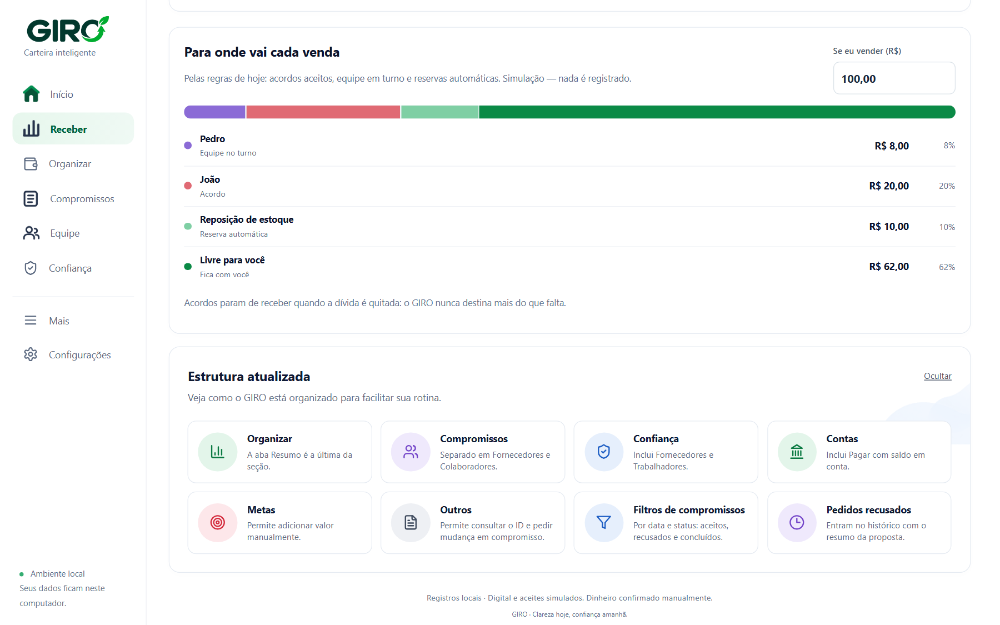 GIRO
Carteira inteligente
Início
Receber
Organizar
Compromissos
Equipe
Confiança
Mais
Configurações
Ambiente local
Seus dados ficam neste
computador.
Para onde vai cada venda
Pelas regras de hoje: acordos aceitos, equipe em turno e reservas automáticas. Simulação — nada é registrado.
Se eu vender (R$)
100,00
Pedro
Equipe no turno
R$ 8,00
8%
João
Acordo
R$ 20,00
20%
Reposição de estoque
Reserva automática
R$ 10,00
10%
Livre para você
Fica com você
R$ 62,00
62%
Acordos param de receber quando a dívida é quitada: o GIRO nunca destina mais do que falta.
Estrutura atualizada
Ocultar
Veja como o GIRO está organizado para facilitar sua rotina.
Organizar
A aba Resumo é a última da
seção.
Compromissos
Separado em Fornecedores e
Colaboradores.
Confiança
Inclui Fornecedores e
Trabalhadores.
Contas
Inclui Pagar com saldo em
conta.
Metas
Permite adicionar valor
manualmente.
Outros
Permite consultar o ID e pedir
mudança em compromisso.
Filtros de compromissos
Por data e status: aceitos,
recusados e concluídos.
Pedidos recusados
Entram no histórico com o
resumo da proposta.
Registros locais · Digital e aceites simulados. Dinheiro confirmado manualmente.
GIRO · Clareza hoje, confiança amanhã.